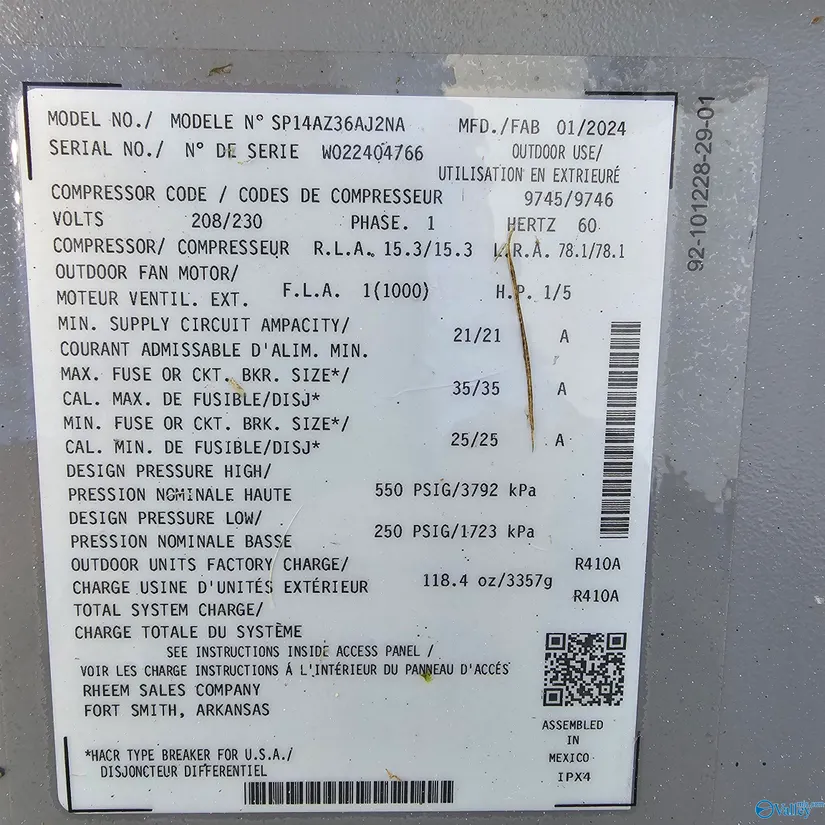 MODEL NO./ MODELE N° SP14AZ36AJ2NA MFD./FAB 01/2024
SERIAL NO./ N° DE SERIE W022404766 OUTDOOR USE/
UTILISATION EN EXTRIEURÉ
COMPRESSOR CODE / CODES DE COMPRESSEUR 9745/9746
VOLTS 208/230 PHASE. 1 HERTZ 60
COMPRESSOR/ COMPRESSEUR R.L.A. 15.3/15.3 L.R.A. 78.1/78.1
OUTDOOR FAN MOTOR/
MOTEUR VENTIL. EXT. F.L.A. 1(1000) H.P. 1/5
MIN. SUPPLY CIRCUIT AMPACITY/
COURANT ADMISSABLE D'ALIM. MIN. 21/21 A
MAX. FUSE OR CKT. BKR. SIZE*/
CAL. MAX. DE FUSIBLE/DISJ* 35/35 A
MIN. FUSE OR CKT. BRK. SIZE*/
CAL. MIN. DE FUSIBLE/DISJ* 25/25 A
DESIGN PRESSURE HIGH/
PRESSION NOMINALE HAUTE 550 PSIG/3792 kPa
DESIGN PRESSURE LOW/
PRESSION NOMINALE BASSE 250 PSIG/1723 kPa
OUTDOOR UNITS FACTORY CHARGE/ R410A
CHARGE USINE D'UNITÉS EXTÉRIEUR 118.4 oz/3357g
TOTAL SYSTEM CHARGE/ R410A
CHARGE TOTALE DU SYSTÈME
SEE INSTRUCTIONS INSIDE ACCESS PANEL /
VOIR LES CHARGE INSTRUCTIONS Á L'INTÉRIEUR DU PANNEAU D'ACCÉS
RHEEM SALES COMPANY
FORT SMITH, ARKANSAS
ASSEMBLED
IN
MEXICO
IPX4
*HACR TYPE BREAKER FOR U.S.A./
DISJONCTEUR DIFFERENTIEL
92-101228-29-01
Valley